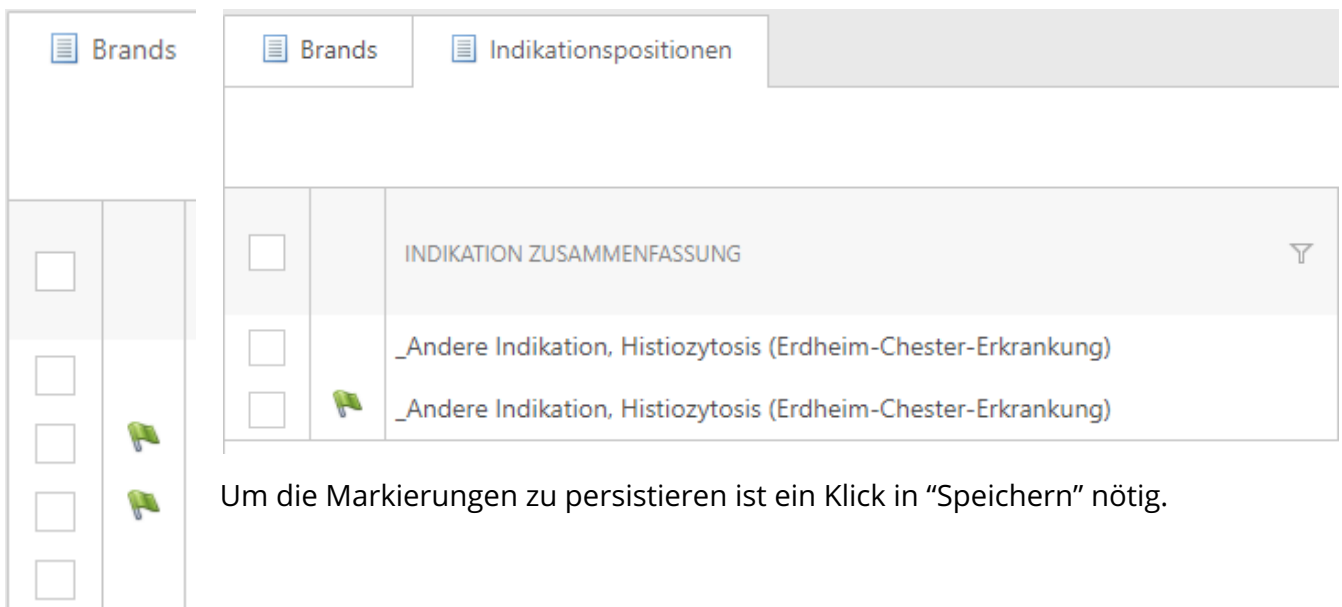 Brands
Brands
Indikationspositionen
INDIKATION ZUSAMMENFASSUNG
_Andere Indikation, Histiozytosis (Erdheim-Chester-Erkrankung)
_Andere Indikation, Histiozytosis (Erdheim-Chester-Erkrankung)
Um die Markierungen zu persistieren ist ein Klick in “Speichern” nötig.